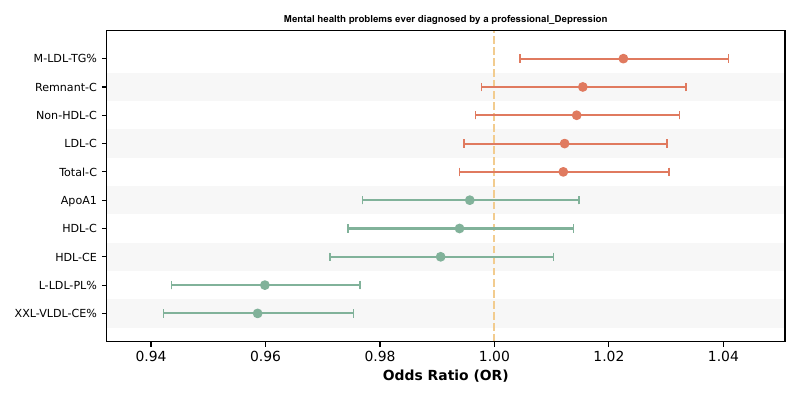 Mental health problems ever diagnosed by a professional_Depression
M-LDL-TG%
Remnant-C
Non-HDL-C
LDL-C
Total-C
ApoA1
HDL-C
HDL-CE
L-LDL-PL%
XXL-VLDL-CE%
0.94 0.96 0.98 1.00 1.02 1.04
Odds Ratio (OR)